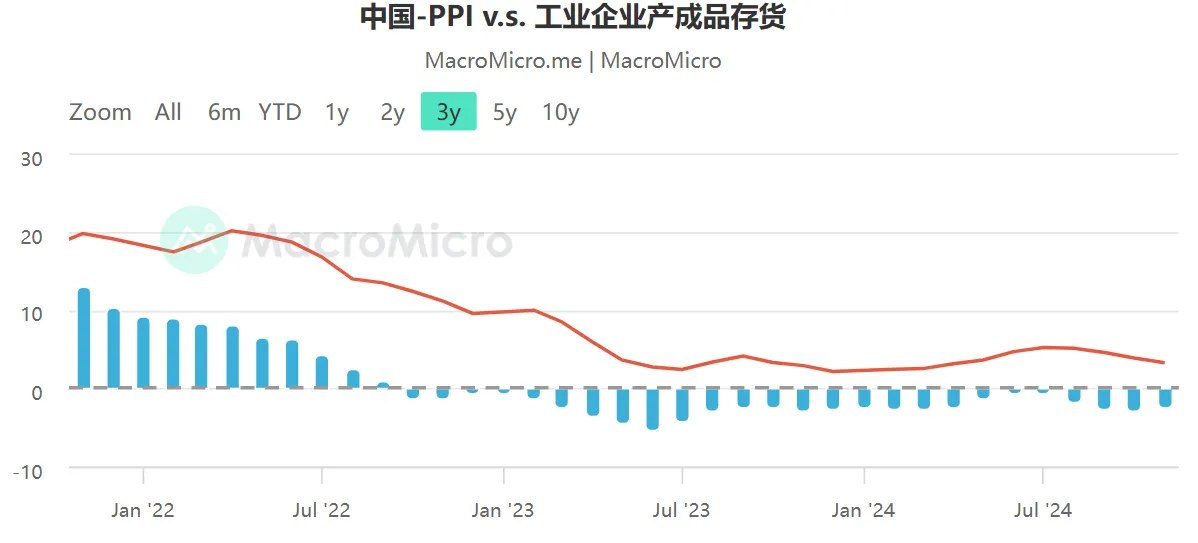 中国-PPI v.s. 工业企业产成品存货
MacroMicro.me | MacroMicro
Zoom All 6m YTD 1y 2y 3y 5y 10y
30
20
10
0
-10
MacroMicro
Jan '22 Jul '22 Jan '23 Jul '23 Jan '24 Jul '24